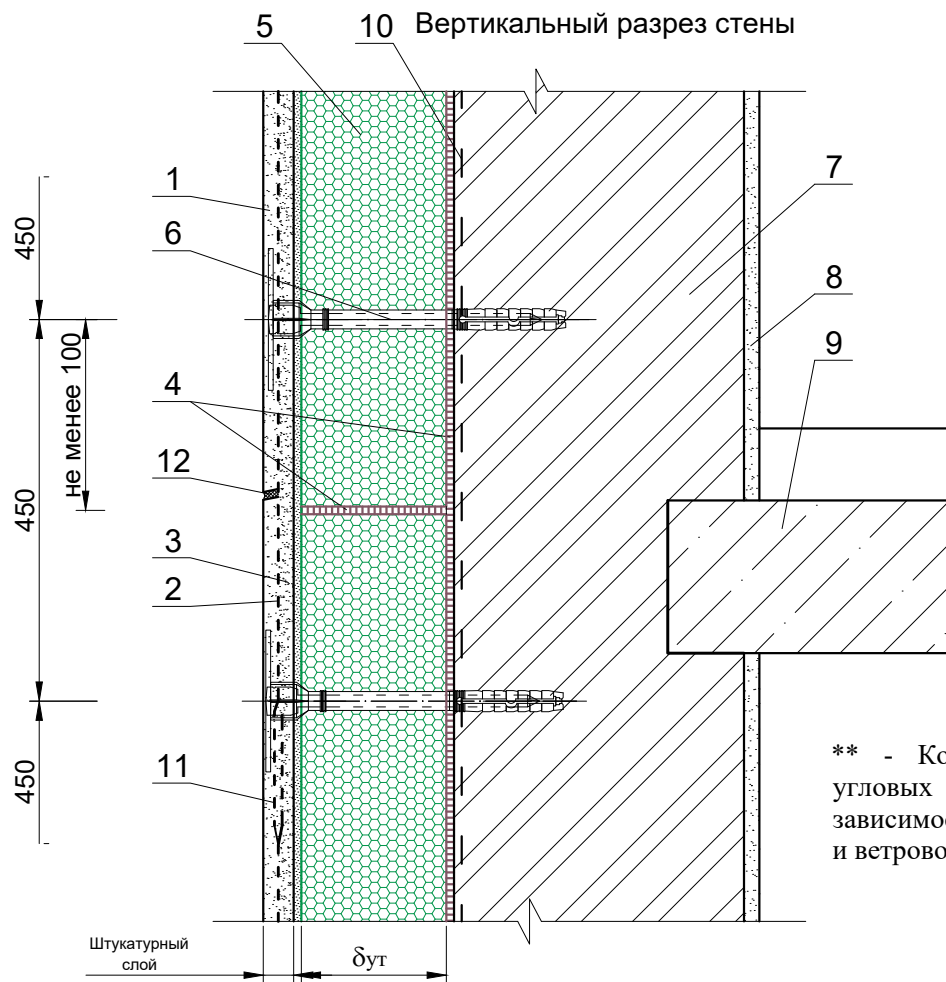 Вертикальный разрез стены
5
10
1
7
450
6
8
9
не менее 100
4
450
12
3
2
11
450
** - Ко
угловых
зависимос
и ветрово
Штукатурный
слой
δут